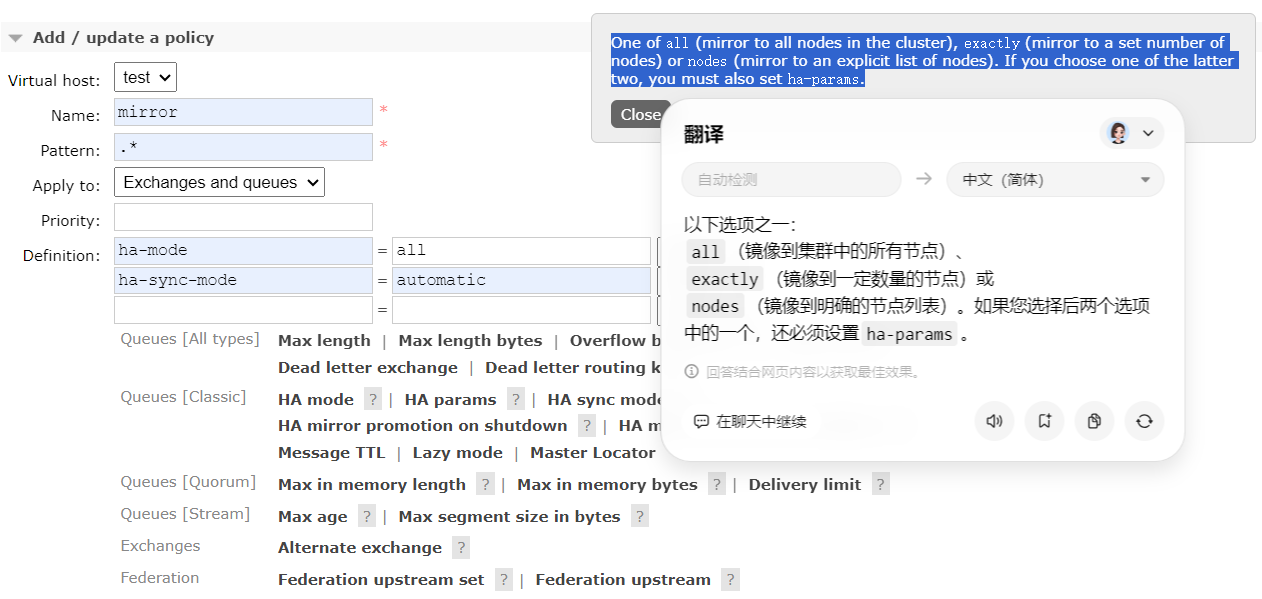 Add / update a policy
One of all (mirror to all nodes in the cluster), exactly (mirror to a set number of
nodes) or nodes (mirror to an explicit list of nodes). If you choose one of the latter
two, you must also set ha-params.
Close
Virtual host: test
Name: mirror *
Pattern: .* *
Apply to: Exchanges and queues
Priority:
Definition: ha-mode = all
ha-sync-mode = automatic
=
翻译
自动检测 → 中文（简体）
以下选项之一：
all （镜像到集群中的所有节点）、
exactly （镜像到一定数量的节点）或
nodes （镜像到明确的节点列表）。如果您选择后两个选项
中的一个，还必须设置 ha-params 。
回答结合网页内容以获取最佳效果。
在聊天中继续
Queues [All types] Max length | Max length bytes | Overflow b
Dead letter exchange | Dead letter routing k
Queues [Classic] HA mode ? | HA params ? | HA sync mode
HA mirror promotion on shutdown ? | HA m
Message TTL | Lazy mode | Master Locator
Queues [Quorum] Max in memory length ? | Max in memory bytes ? | Delivery limit ?
Queues [Stream] Max age ? | Max segment size in bytes ?
Exchanges Alternate exchange ?
Federation Federation upstream set ? | Federation upstream ?